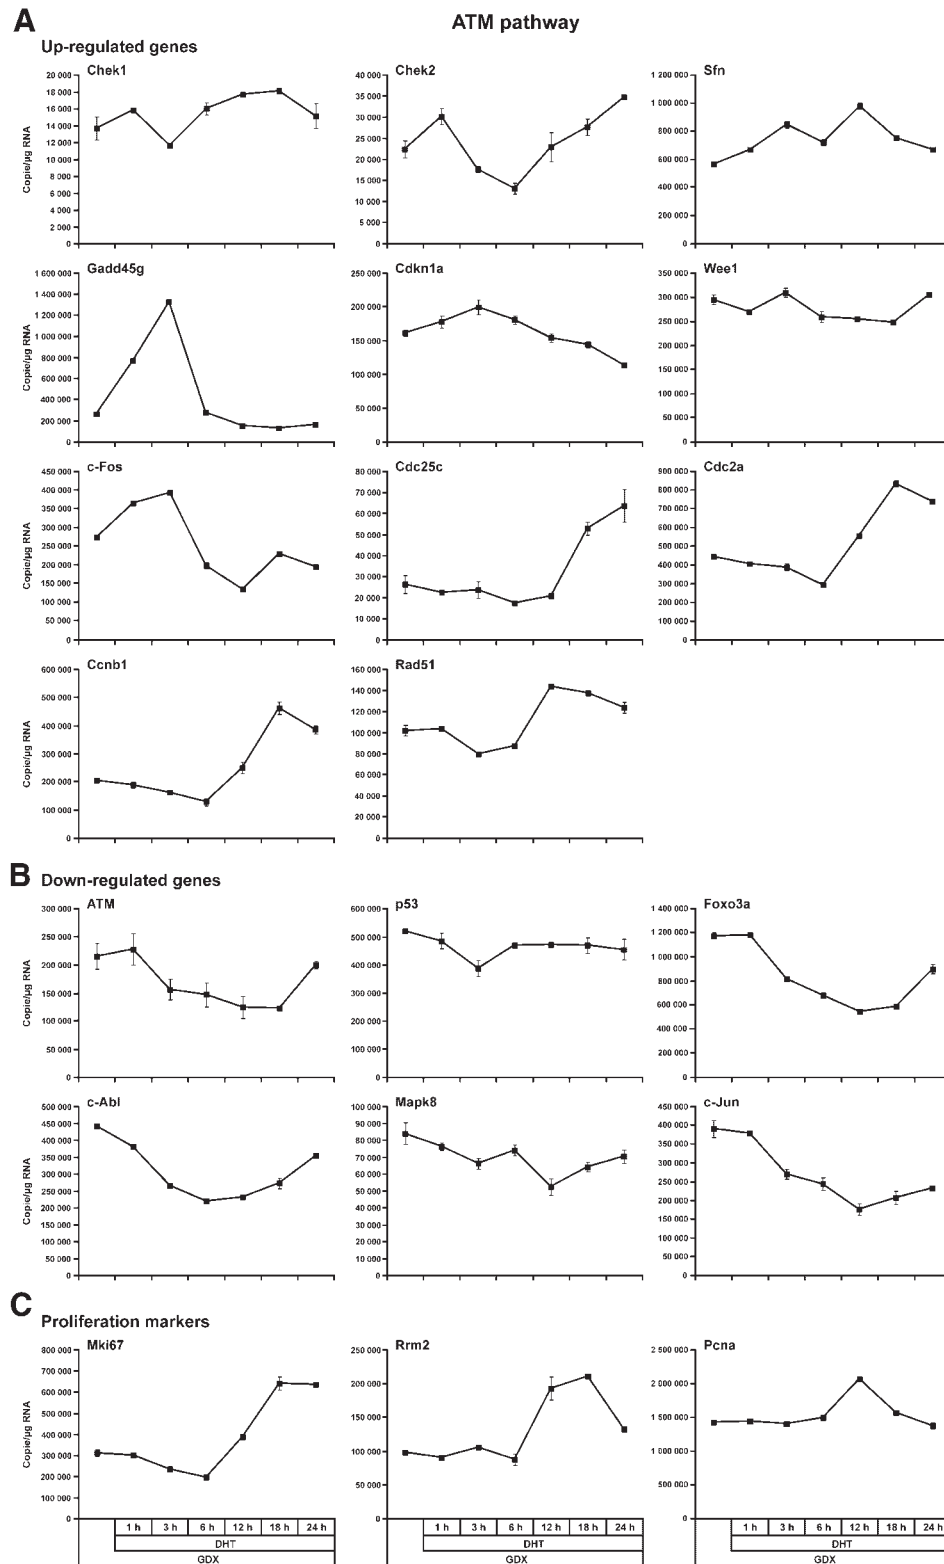 A
ATM pathway
Up-regulated genes
Chek1
20 000
18 000
16 000
14 000
12 000
10 000
8 000
6 000
4 000
2 000
0
Copie/µg RNA
Chek2
40 000
35 000
30 000
25 000
20 000
15 000
10 000
5 000
0
Sfn
1 200 000
1 000 000
800 000
600 000
400 000
200 000
0
Gadd45g
1 600 000
1 400 000
1 200 000
1 000 000
800 000
600 000
400 000
200 000
0
Copie/µg RNA
Cdkn1a
250 000
200 000
150 000
100 000
50 000
0
Wee1
350 000
300 000
250 000
250 000
150 000
100 000
50 000
0
c-Fos
450 000
400 000
350 000
300 000
250 000
200 000
150 000
100 000
50 000
0
Copie/µg RNA
Cdc25c
80 000
70 000
60 000
50 000
40 000
30 000
20 000
10 000
0
Cdc2a
900 000
800 000
700 000
600 000
500 000
400 000
300 000
200 000
100 000
0
Ccnb1
600 000
500 000
400 000
300 000
200 000
100 000
0
Copie/µg RNA
Rad51
160 000
140 000
120 000
100 000
80 000
60 000
40 000
20 000
0
B
Down-regulated genes
ATM
300 000
250 000
200 000
150 000
100 000
50 000
0
Copie/µg RNA
p53
600 000
500 000
400 000
300 000
200 000
100 000
0
Foxo3a
1 400 000
1 200 000
1 000 000
800 000
600 000
400 000
200 000
0
c-Abl
500 000
450 000
400 000
350 000
300 000
250 000
200 000
150 000
100 000
50 000
0
Copie/µg RNA
Mapk8
100 000
90 000
80 000
70 000
60 000
50 000
40 000
30 000
20 000
10 000
0
c-Jun
450 000
400 000
350 000
300 000
250 000
200 000
150 000
100 000
50 000
0
C
Proliferation markers
Mki67
800 000
700 000
600 000
500 000
400 000
300 000
200 000
100 000
0
Copie/µg RNA
Rrm2
250 000
200 000
150 000
100 000
50 000
0
Pcna
2 500 000
2 000 000
1 500 000
1 000 000
500 000
0
1 h 3 h 6 h 12 h 18 h 24 h
DHT
GDX
1 h 3 h 6 h 12 h 18 h 24 h
DHT
GDX
1 h 3 h 6 h 12 h 18 h 24 h
DHT
GDX